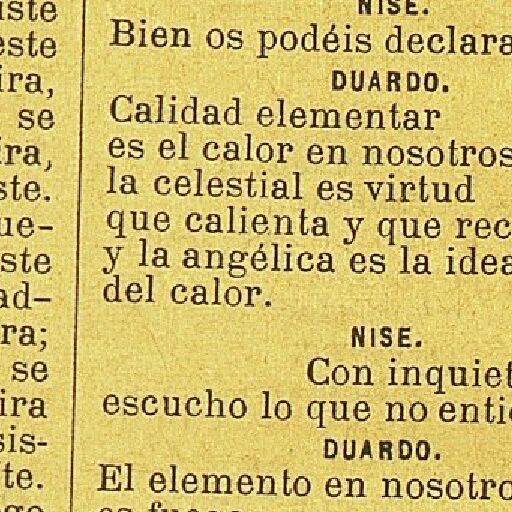 iste
este
ira,
se
ira,
ste.
ue-
ste
ad-
ra;
se
ira
sis-
te.
NISE.
Bien os podéis declara
DUARDO.
Calidad elementar
es el calor en nosotros
la celestial es virtud
que calienta y que rec
y la angélica es la idea
del calor.
NISE.
Con inquiet
escucho lo que no enti
DUARDO.
El elemento en nosotro